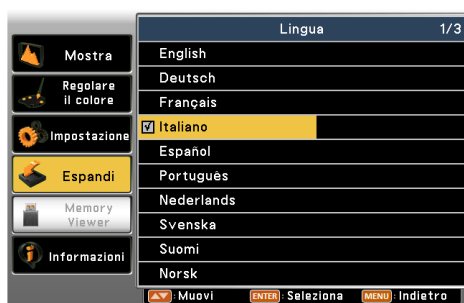 Lingua 1/3
Mostra
Regolare
il colore
Impostazione
Espandi
Memory
Viewer
Informazioni
English
Deutsch
Français
Italiano
Español
Português
Nederlands
Svenska
Suomi
Norsk
▲▼ :Muovi ENTER :Seleziona MENU :Indietro